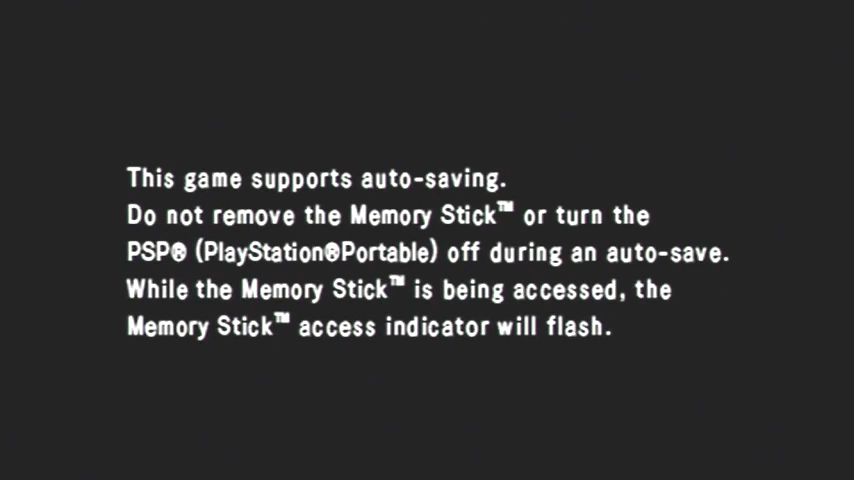 This game supports auto-saving.
Do not remove the Memory Stick™ or turn the
PSP® (PlayStation®Portable) off during an auto-save.
While the Memory Stick™ is being accessed, the
Memory Stick™ access indicator will flash.